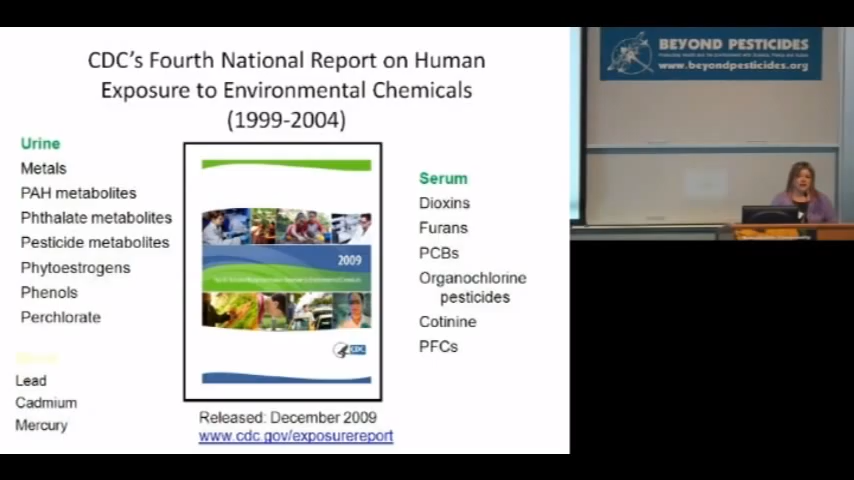 CDC's Fourth National Report on Human
Exposure to Environmental Chemicals
(1999-2004)
Urine
Metals
PAH metabolites
Phthalate metabolites
Pesticide metabolites
Phytoestrogens
Phenols
Perchlorate
Lead
Cadmium
Mercury
2009
CDC
Released: December 2009
www.cdc.gov/exposurereport
Serum
Dioxins
Furans
PCBs
Organochlorine
pesticides
Cotinine
PFCs
BEYOND PESTICIDES
www.beyondpesticides.org